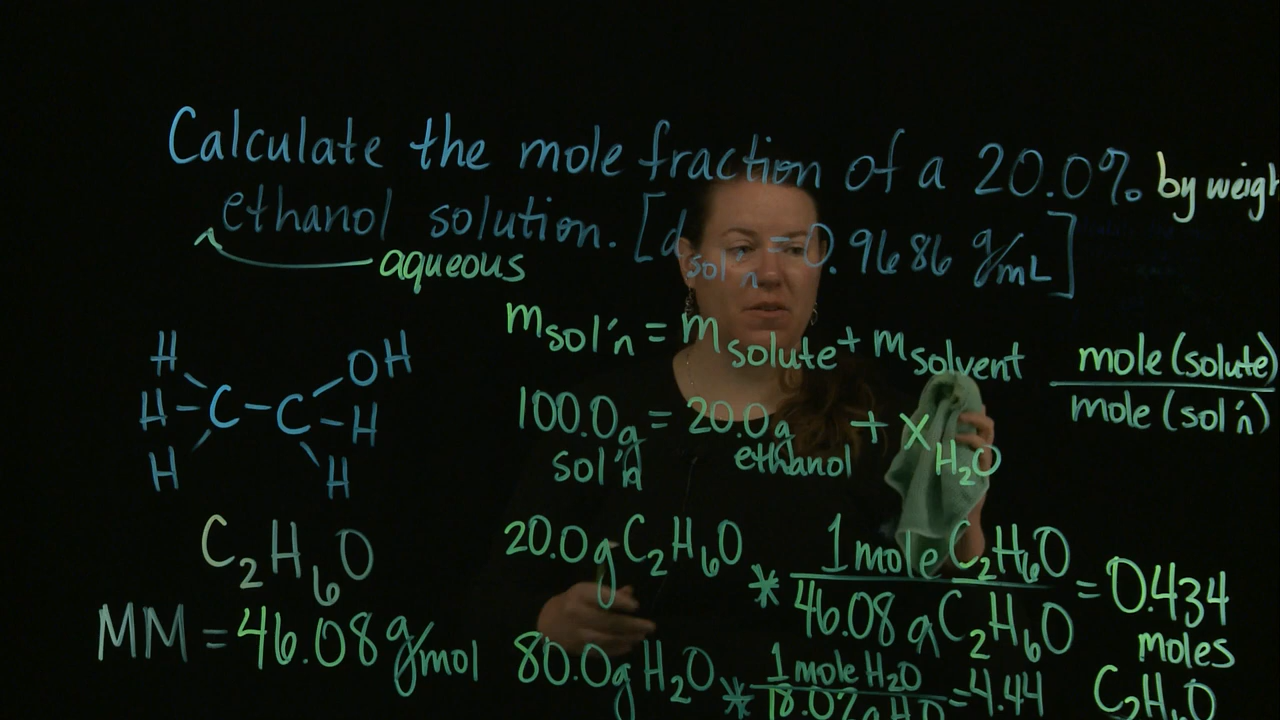 Calculate the mole fraction of a 20.0% by weigh
ethanol solution. [d sol'n = 0.9686 g/mL]
aqueous
m sol'n = m solute + m solvent
mole (solute)
mole (sol'n)
100.0 g sol'n = 20.0 g ethanol + x H2O
H
H - C - C - H
OH
H
H
C2H6O
MM = 46.08 g/mol
20.0 g C2H6O * 1 mole C2H6O / 46.08 g C2H6O = 0.434 moles C2H6O
80.0 g H2O * 1 mole H2O / 18.02 g H2O = 4.44